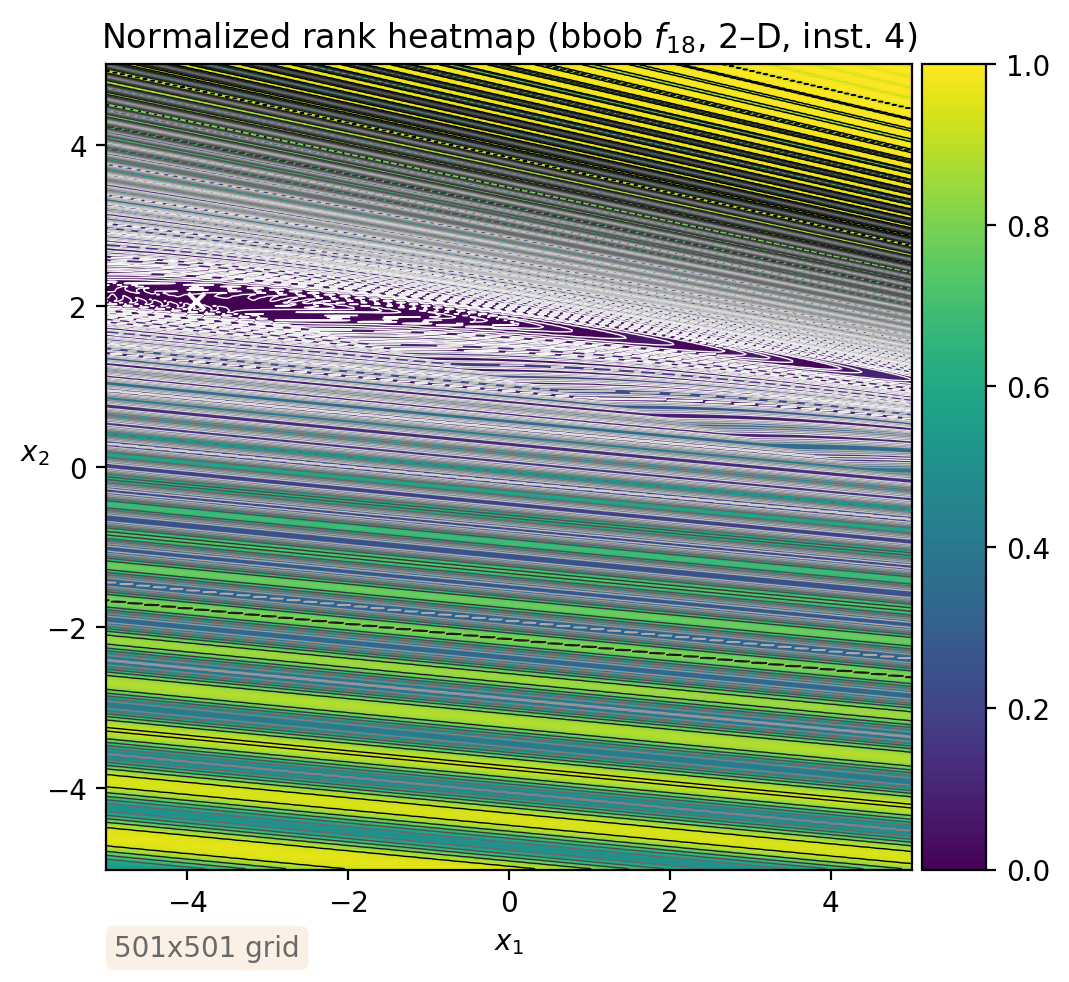 Normalized rank heatmap (bbob f₁₈, 2–D, inst. 4)
1.0
0.8
0.6
0.4
0.2
0.0
4
2
0
−2
−4
x₂
−4 −2 0 2 4
x₁
501x501 grid